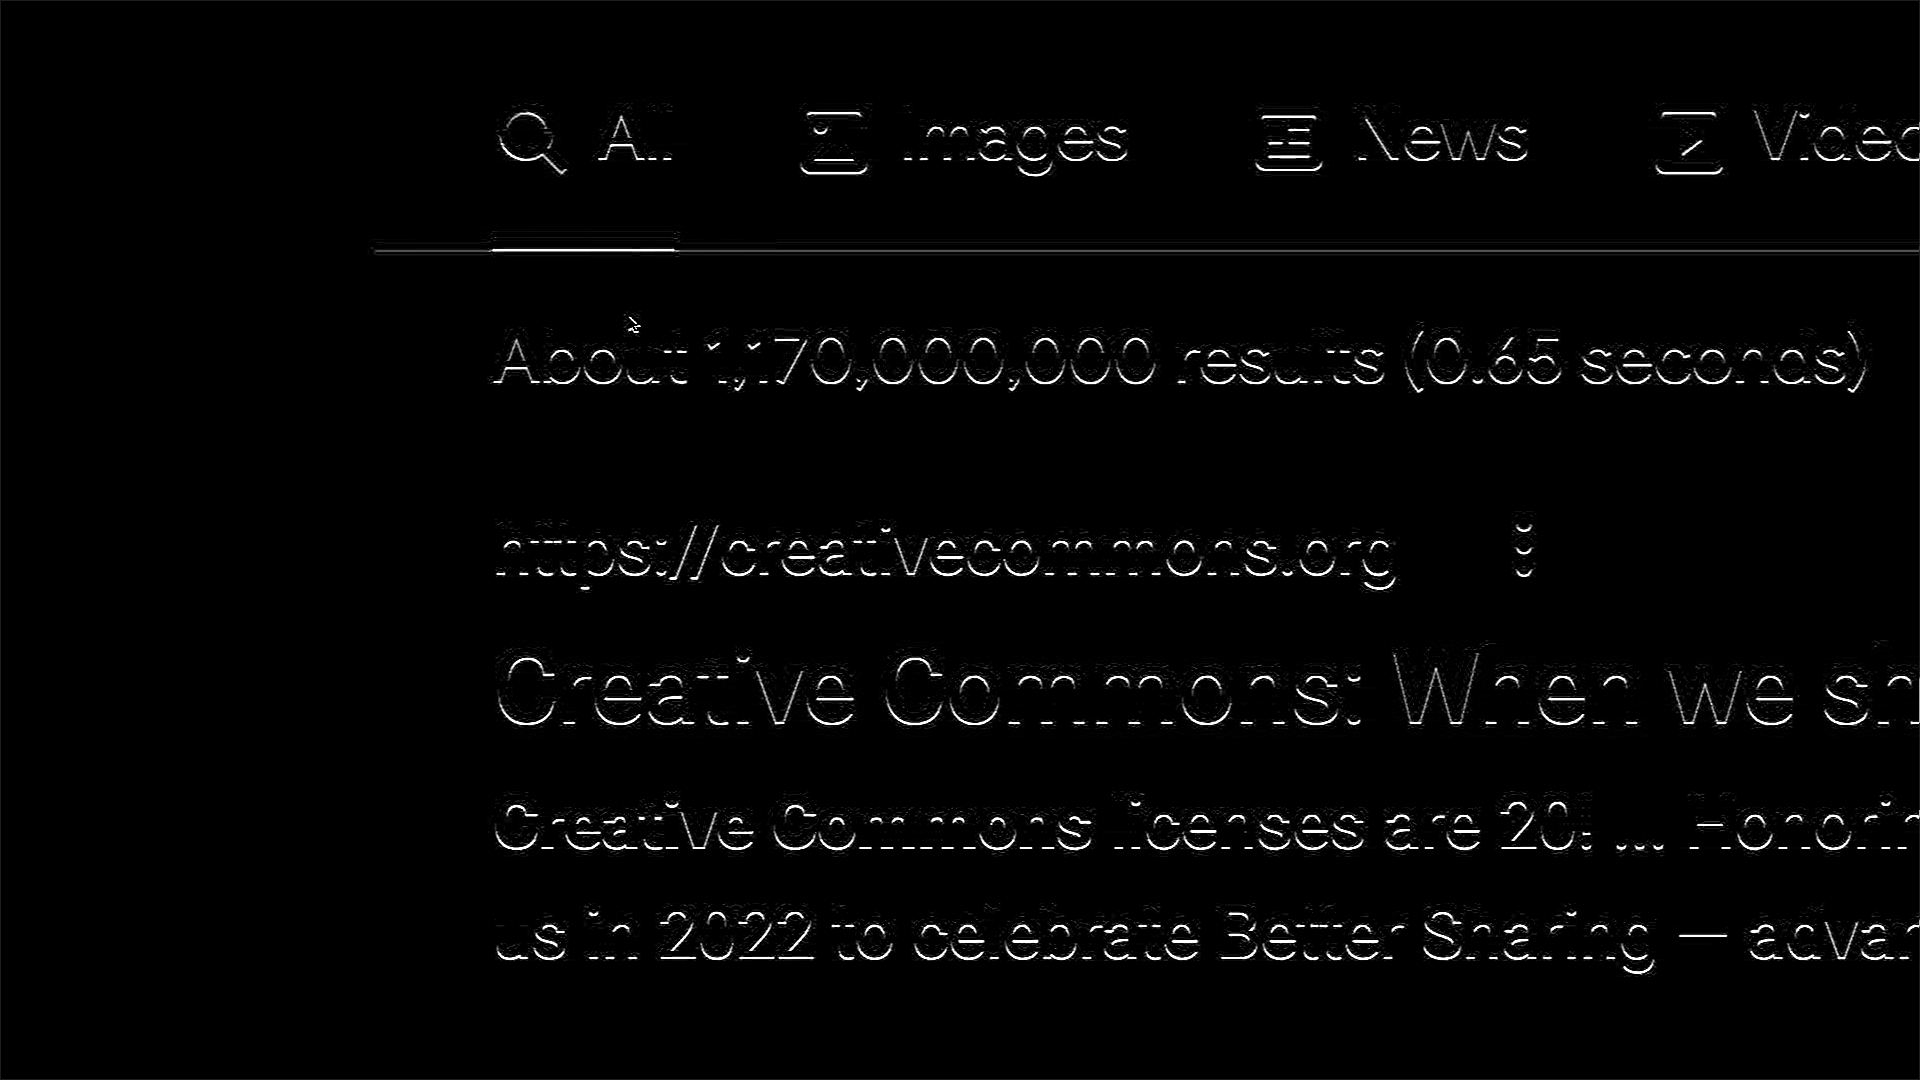 All Images News Video
About 1,170,000,000 results (0.65 seconds)
https://creativecommons.org
Creative Commons: When we sh
Creative Commons licenses are 20! ... Honorin
us in 2022 to celebrate Better Sharing — advan